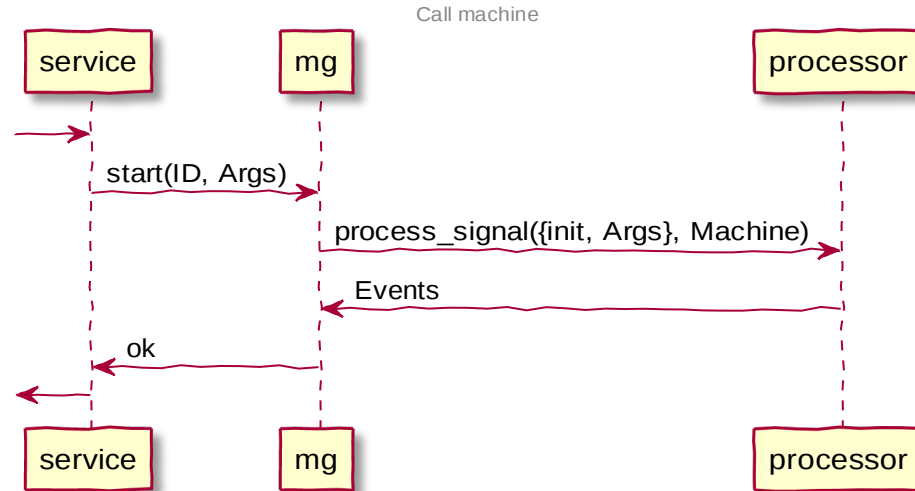 Call machine
service
mg
processor
start(ID, Args)
process_signal({init, Args}, Machine)
Events
ok
service
mg
processor